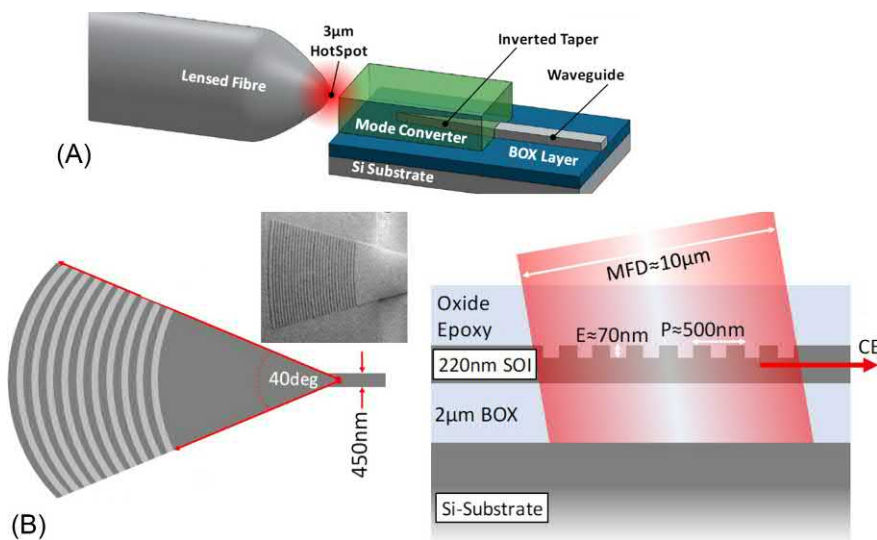 3µm
HotSpot
Lensed Fibre
Inverted Taper
Waveguide
Mode Converter
BOX Layer
Si Substrate
(A)
40deg
450nm
(B)
MFD≈10µm
Oxide
Epoxy
E≈70nm
P≈500nm
220nm SOI
CE
2µm BOX
Si-Substrate